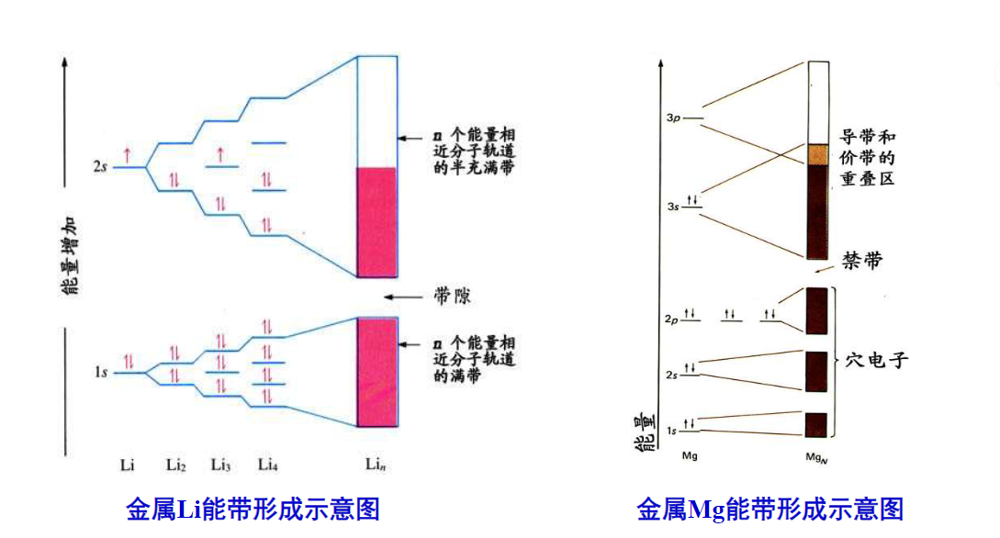 能量增加
2s
1s
Li
Li₂
Li₃
Li₄
Liₙ
n 个能量相
近分子轨道
的半充满带
带隙
n 个能量相
近分子轨道
的满带
金属Li能带形成示意图
能量
3p
3s
2p
2s
1s
Mg
Mg_N
导带和
价带的
重叠区
禁带
穴电子
金属Mg能带形成示意图